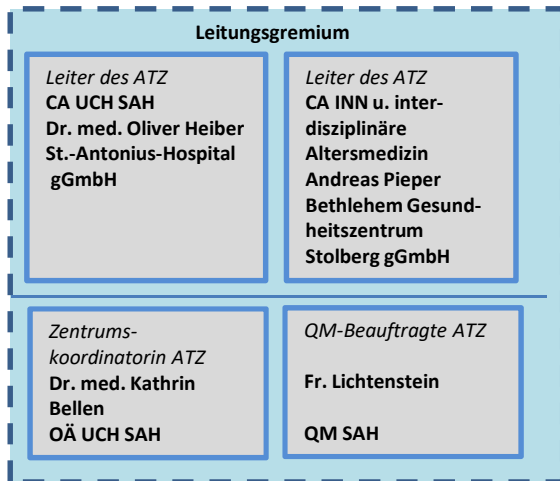 Leitungsgremium
Leiter des ATZ
CA UCH SAH
Dr. med. Oliver Heiber
St.-Antonius-Hospital
gGmbH
Leiter des ATZ
CA INN u. inter-
disziplinäre
Altersmedizin
Andreas Pieper
Bethlehem Gesund-
heitszentrum
Stolberg gGmbH
Zentrums-
koordinatorin ATZ
Dr. med. Kathrin
Bellen
OÄ UCH SAH
QM-Beauftragte ATZ
Fr. Lichtenstein
QM SAH